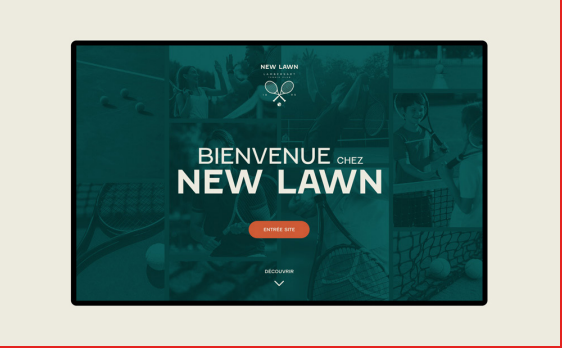 NEW LAWN
BIENVENUE CHEZ
NEW LAWN
ENTRÉE SITE
DÉCOUVRIR